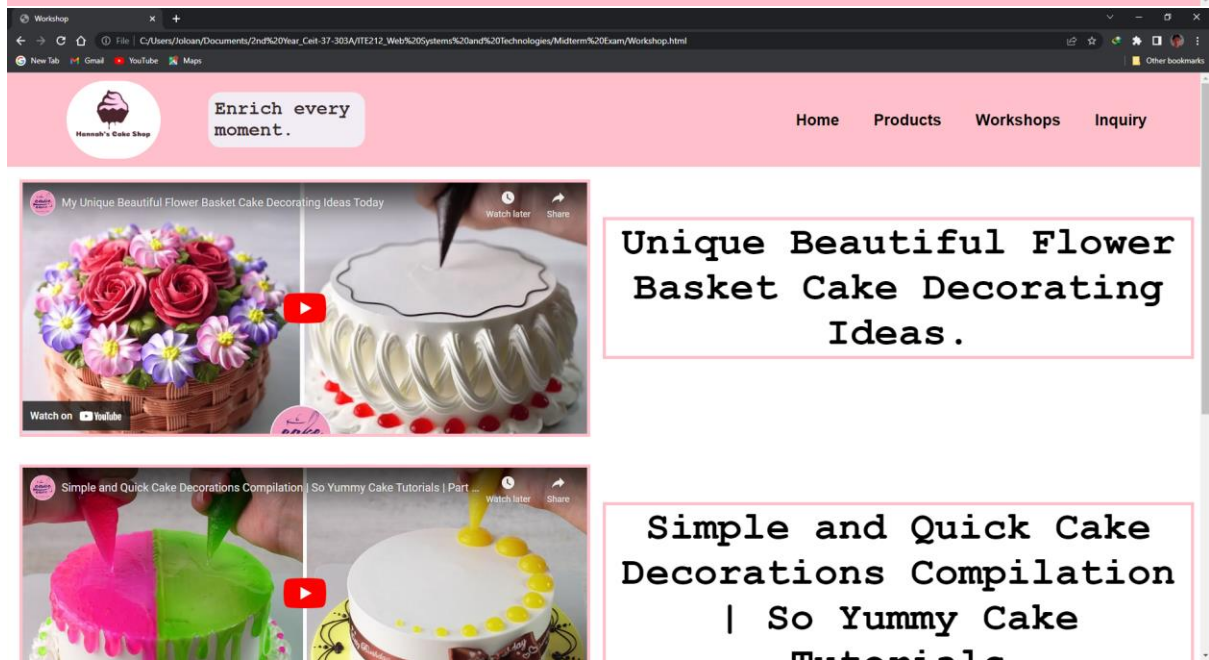 Workshop
File | C:/Users/Joloan/Documents/2nd%20Year_Ceit-37-303A/ITE212_Web%20Systems%20and%20Technologies/Midterm%20Exam/Workshop.html
New Tab Gmail YouTube Maps Other bookmarks
Hannah's Cake Shop
Enrich every
moment.
Home Products Workshops Inquiry
My Unique Beautiful Flower Basket Cake Decorating Ideas Today
Watch later Share
Watch on YouTube
Unique Beautiful Flower
Basket Cake Decorating
Ideas.
Simple and Quick Cake Decorations Compilation | So Yummy Cake Tutorials | Part ...
Watch later Share
Simple and Quick Cake
Decorations Compilation
| So Yummy Cake
Tutorials